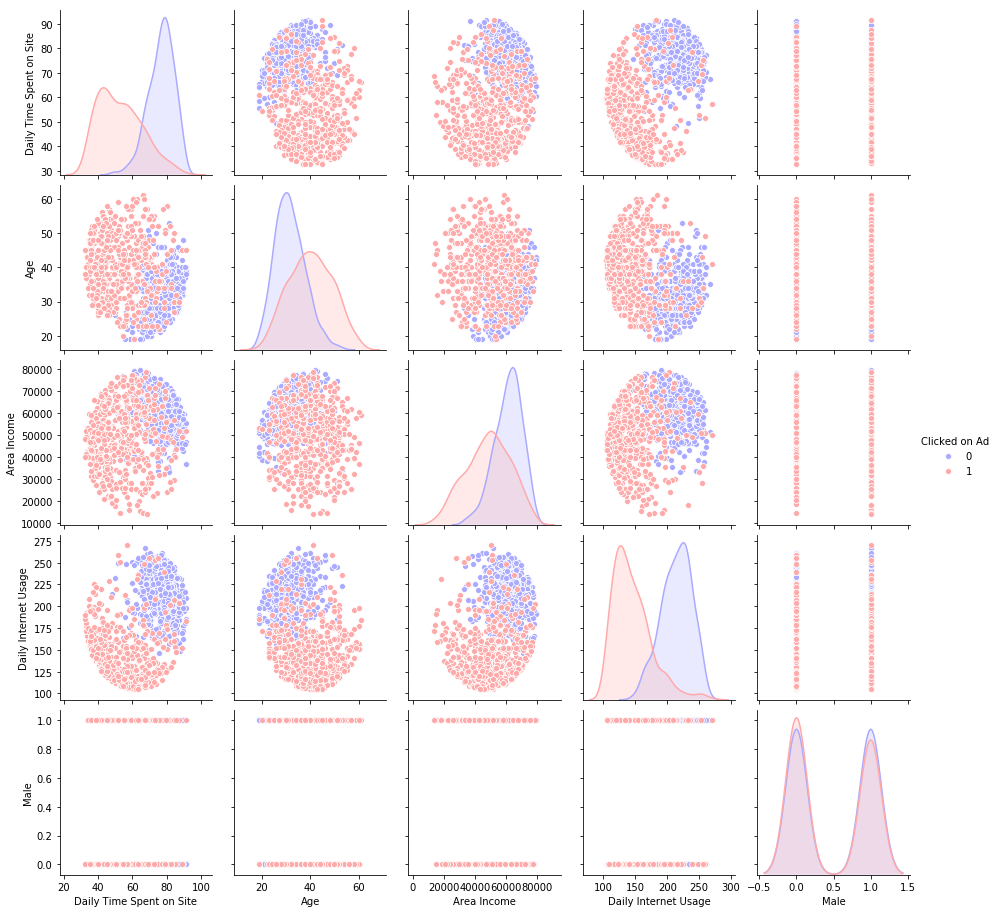 90
80
70
60
50
40
30
Daily Time Spent on Site
60
50
40
30
20
Age
80000
70000
60000
50000
40000
30000
20000
10000
Area Income
Clicked on Ad
0
1
275
250
225
200
175
150
125
100
Daily Internet Usage
1.0
0.8
0.6
0.4
0.2
0.0
Male
20 40 60 80 100
Daily Time Spent on Site
20 40 60
Age
0 20000 40000 60000 80000
Area Income
100 150 200 250 300
Daily Internet Usage
−0.5 0.0 0.5 1.0 1.5
Male